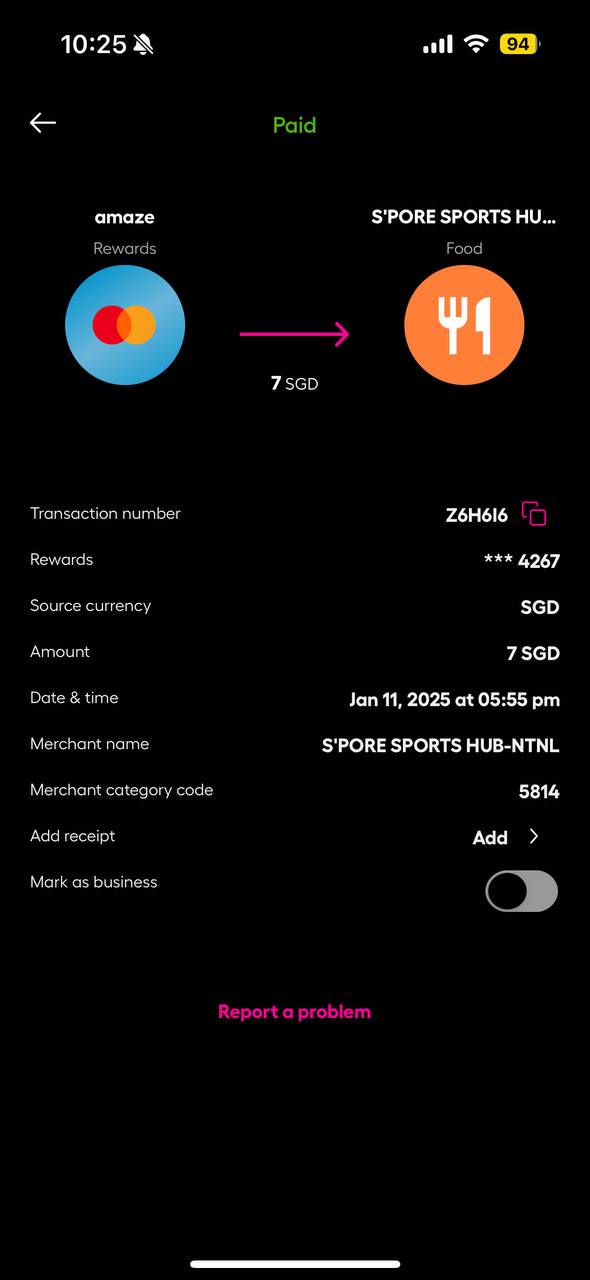 10:25
94
Paid
amaze
S'PORE SPORTS HU...
Rewards
Food
7 SGD
Transaction number
Z6H6I6
Rewards
*** 4267
Source currency
SGD
Amount
7 SGD
Date & time
Jan 11, 2025 at 05:55 pm
Merchant name
S'PORE SPORTS HUB-NTNL
Merchant category code
5814
Add receipt
Add
Mark as business
Report a problem